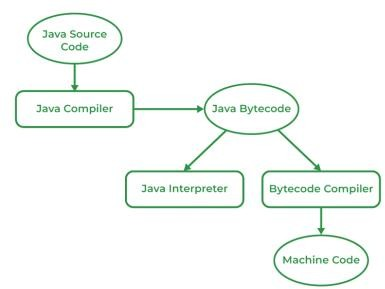 Java Source
Code
Java Compiler
Java Bytecode
Java Interpreter
Bytecode Compiler
Machine Code